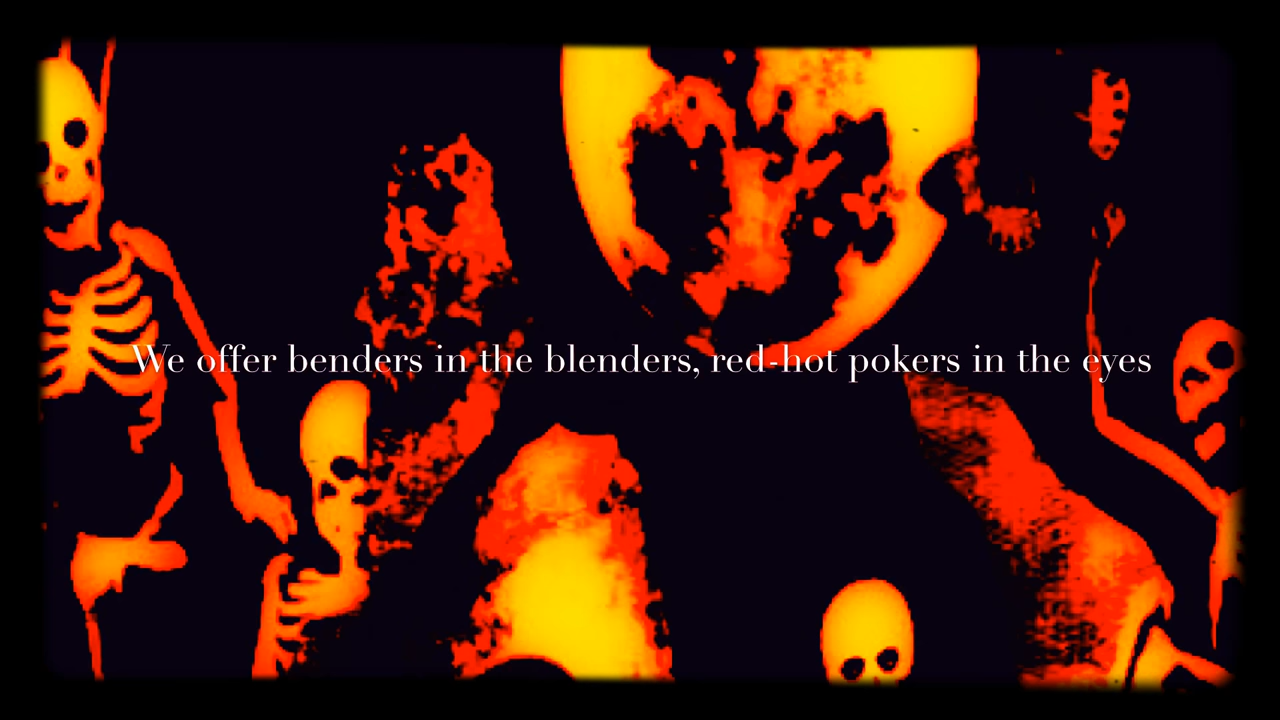 We offer benders in the blenders, red-hot pokers in the eyes